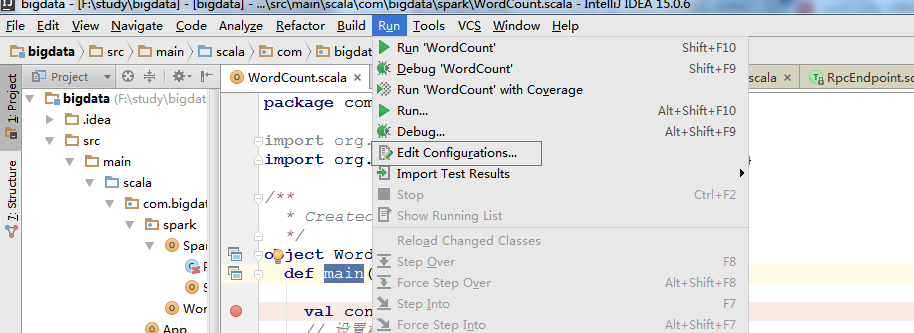 bigdata - [F:\study\bigdata] - [bigdata] - ...\src\main\scala\com\bigdata\spark\WordCount.scala - IntelliJ IDEA 15.0.6
File Edit View Navigate Code Analyze Refactor Build Run Tools VCS Window Help
bigdata src main scala com bigdat
Project
WordCount.scala
scala
RpcEndpoint.sc
1: Project
7: Structure
bigdata (F:\study\bigdat
.idea
src
main
scala
com.bigdat
spark
Spa
S
Wor
App
package com
import org.
import org.
/**
* Created
*/
object Word
def main(
val con
// 设置
Run 'WordCount' Shift+F10
Debug 'WordCount' Shift+F9
Run 'WordCount' with Coverage
Run... Alt+Shift+F10
Debug... Alt+Shift+F9
Edit Configurations...
Import Test Results
Stop Ctrl+F2
Show Running List
Reload Changed Classes
Step Over F8
Force Step Over Alt+Shift+F8
Step Into F7
Force Step Into Alt+Shift+F7